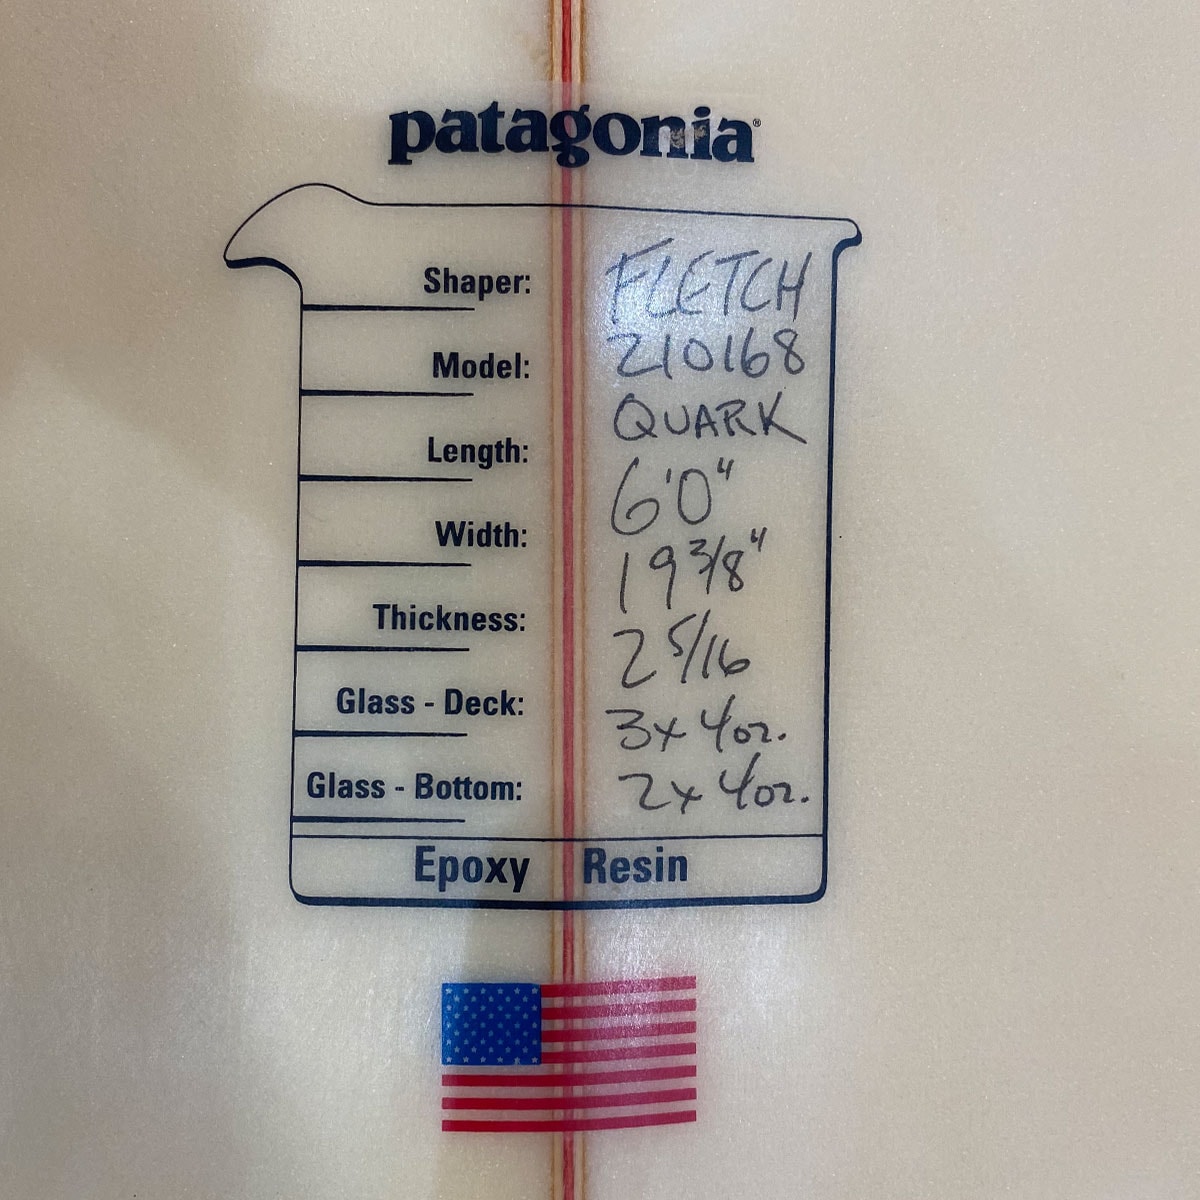 patagonia®
Shaper: FLETCH
210168
Model: QUARK
Length: 6'0"
Width: 19 3/8"
Thickness: 2 5/16
Glass - Deck: 3x 4oz.
Glass - Bottom: 2x 4oz.
Epoxy Resin